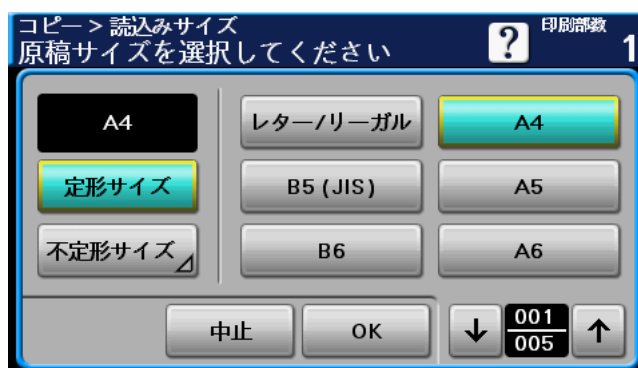 コピー > 読込みサイズ
原稿サイズを選択してください
?
印刷部数
1
A4
レター/リーガル
A4
定形サイズ
B5 (JIS)
A5
不定形サイズ
B6
A6
中止
OK
↓
001
005
↑